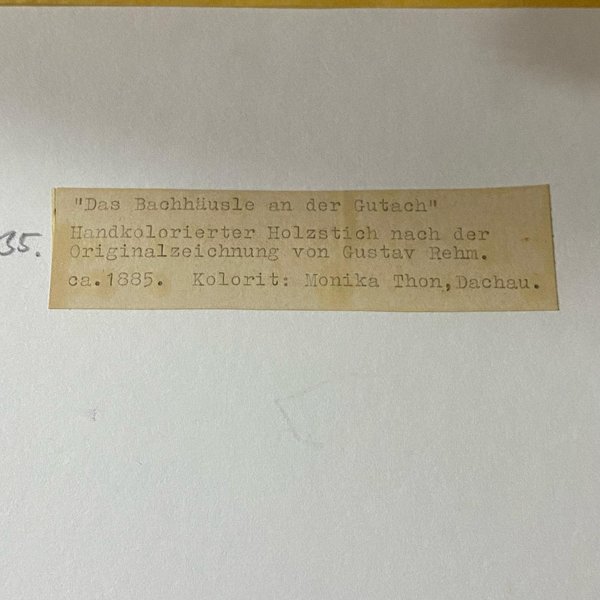 "Das Bachhäusle an der Gutach"
Handkolorierter Holzstich nach der
Originalzeichnung von Gustav Rehm.
ca.1885. Kolorit: Monika Thon,Dachau.
35.